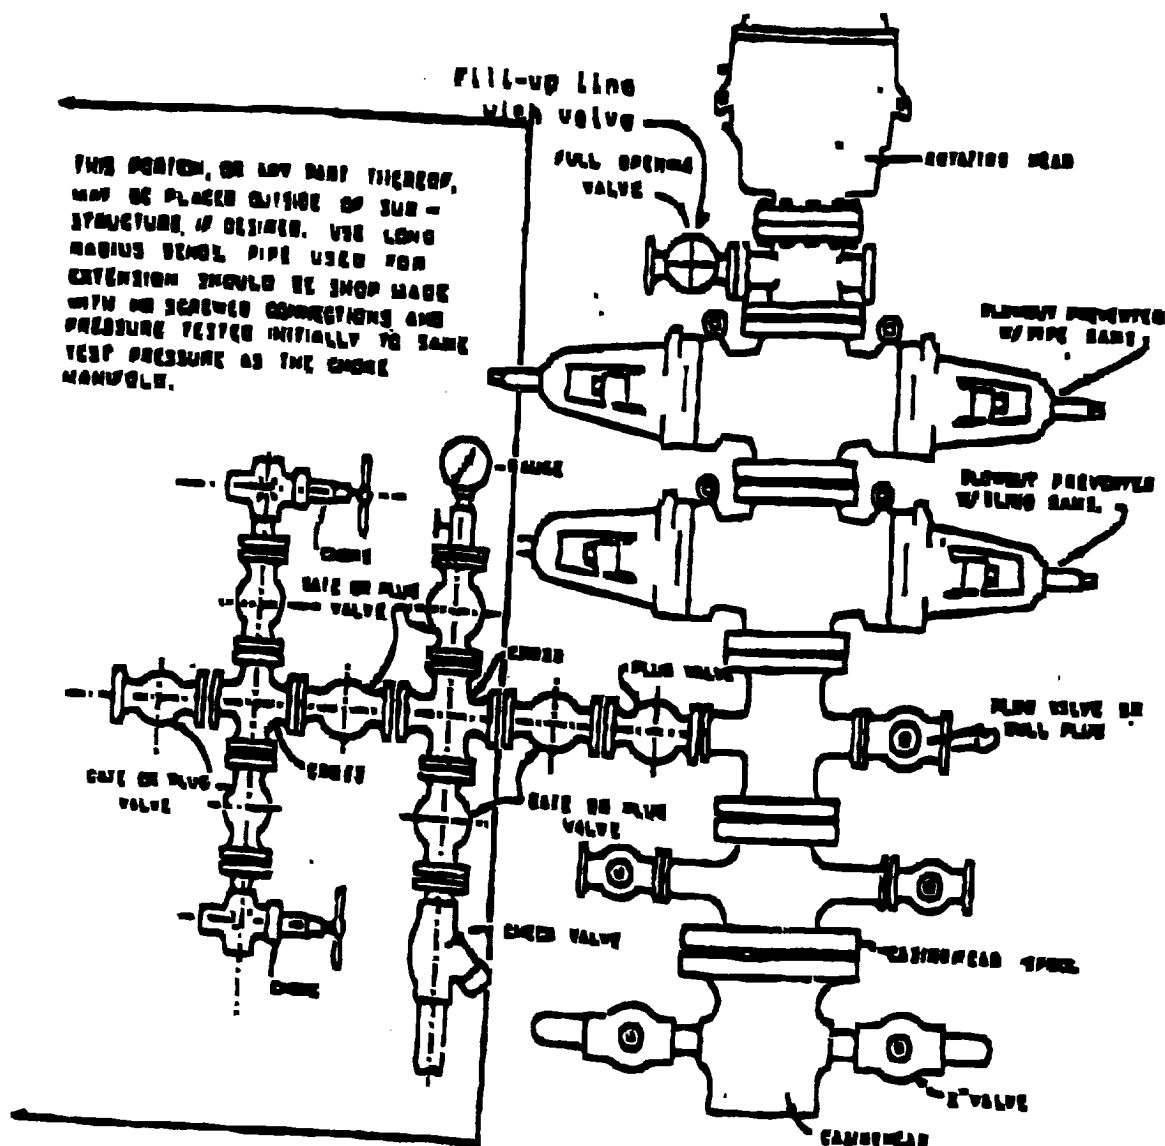 Fill-up line
with valve
FULL OPENING
VALVE
ROTATING HEAD
THIS PORTION, OR ANY PART THEREOF,
MAY BE PLACED OUTSIDE OF SUB-
STRUCTURE, IF DESIRED. USE LONG
RADIUS BENDS. PIPE USED FOR
EXTENSION SHOULD BE SHOP MADE
WITH NO SCREWED CONNECTIONS AND
PRESSURE TESTED INITIALLY TO SAME
TEST PRESSURE AS THE CHOKE
MANIFOLD.
BLOWOUT PREVENTER
W/ PIPE RAMS.
GAUGE
BLOWOUT PREVENTER
W/ BLIND RAMS.
CHOKE
GATE OR PLUG
VALVE
CROSS
PLUG VALVE
PLUG VALVE OR
BULL PLUG
GATE OR PLUG
VALVE
CROSS
GATE OR PLUG
VALVE
CHECK VALVE
CASINGHEAD SPOOL
CHOKE
VALVE
CASINGHEAD